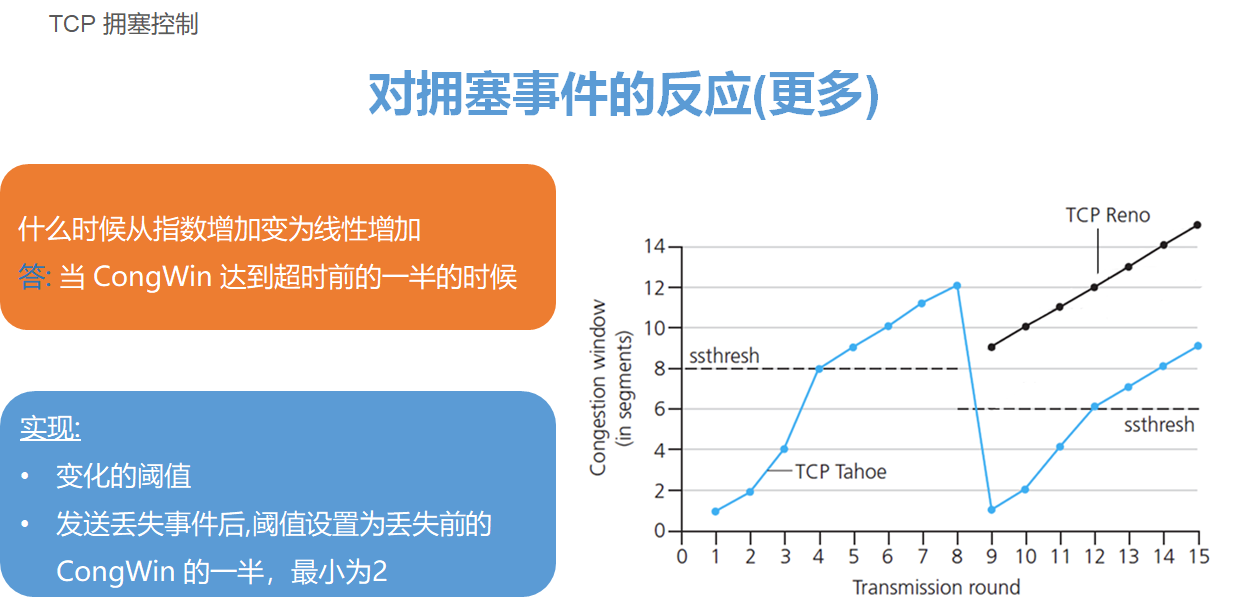 TCP 拥塞控制
对拥塞事件的反应(更多)
什么时候从指数增加变为线性增加
答: 当 CongWin 达到超时前的一半的时候
实现:
• 变化的阈值
• 发送丢失事件后,阈值设置为丢失前的
CongWin 的一半，最小为2
TCP Reno
14
12
10
8
6
4
2
0
ssthresh
ssthresh
TCP Tahoe
Congestion window
(in segments)
0 1 2 3 4 5 6 7 8 9 10 11 12 13 14 15
Transmission round